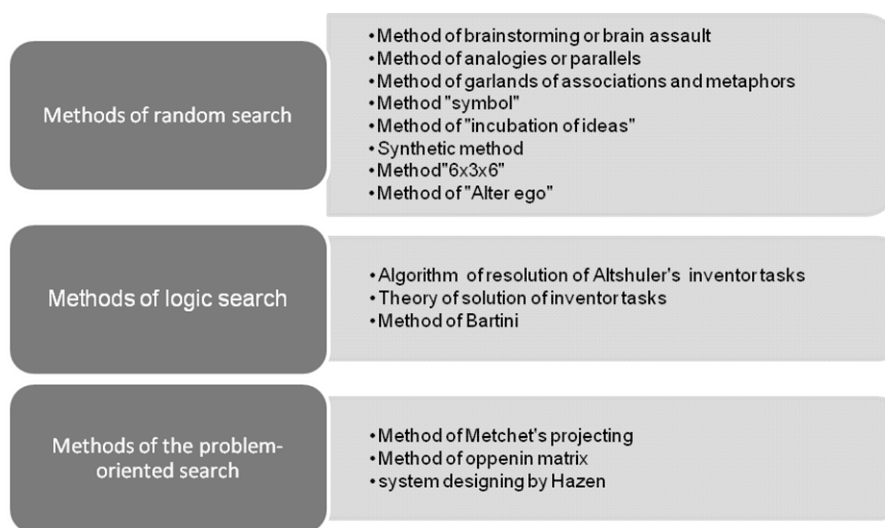 Methods of random search
•Method of brainstorming or brain assault
•Method of analogies or parallels
•Method of garlands of associations and metaphors
•Method "symbol"
•Method of "incubation of ideas"
•Synthetic method
•Method"6x3x6"
•Method of "Alter ego"
Methods of logic search
•Algorithm of resolution of Altshuler's inventor tasks
•Theory of solution of inventor tasks
•Method of Bartini
Methods of the problem-
oriented search
•Method of Metchet's projecting
•Method of oppenin matrix
•system designing by Hazen